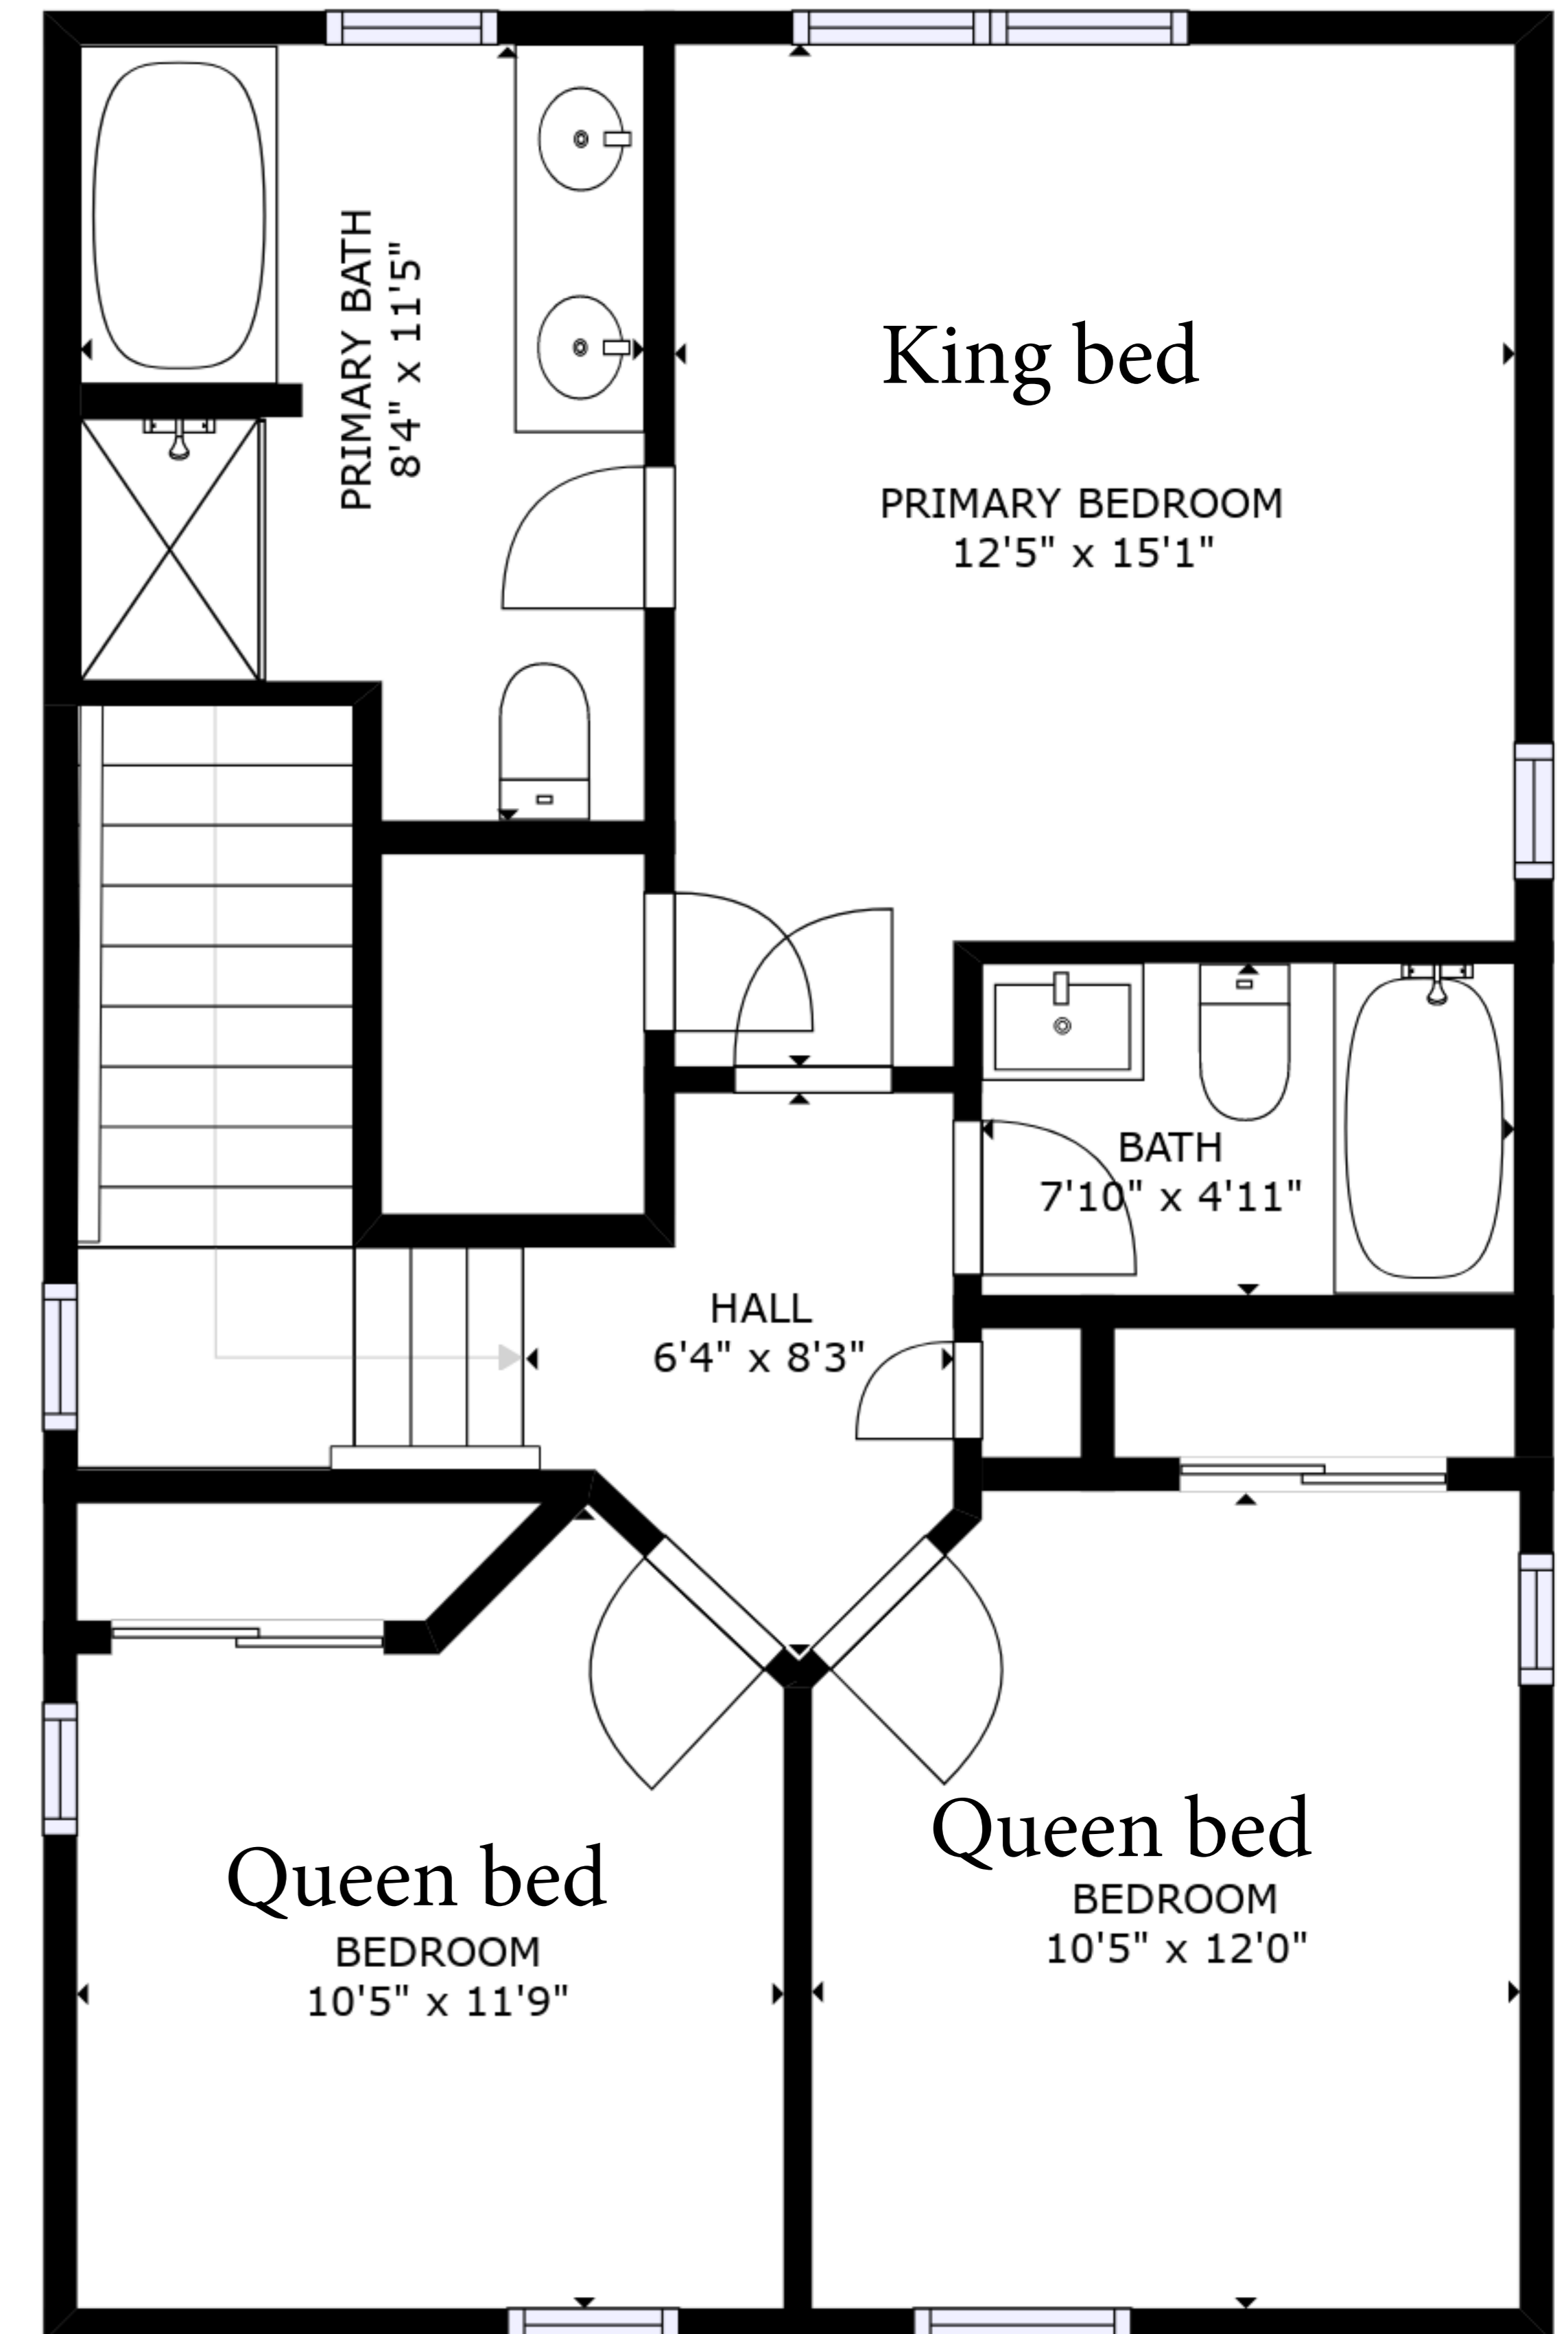 PRIMARY BATH
8'4" x 11'5"
King bed
PRIMARY BEDROOM
12'5" x 15'1"
BATH
7'10" x 4'11"
HALL
6'4" x 8'3"
Queen bed
BEDROOM
10'5" x 11'9"
Queen bed
BEDROOM
10'5" x 12'0"